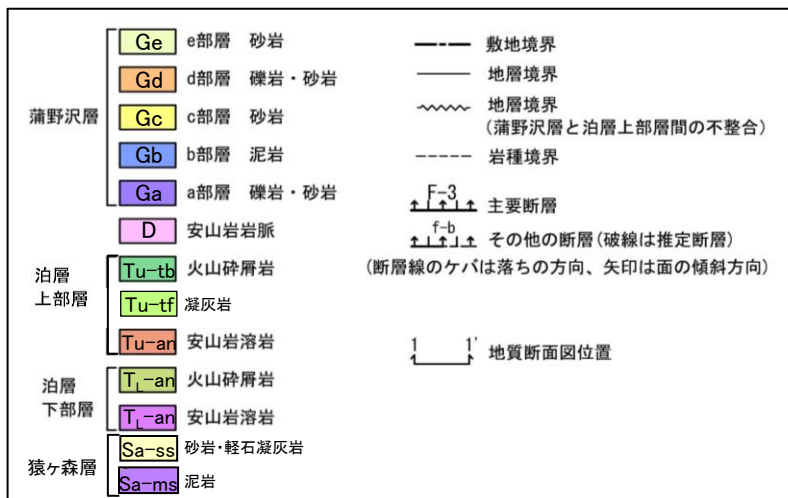 蒲野沢層
Ge e部層 砂岩
Gd d部層 礫岩・砂岩
Gc c部層 砂岩
Gb b部層 泥岩
Ga a部層 礫岩・砂岩
D 安山岩岩脈
泊層
上部層
Tu-tb 火山砕屑岩
Tu-tf 凝灰岩
Tu-an 安山岩溶岩
泊層
下部層
TL-an 火山砕屑岩
TL-an 安山岩溶岩
猿ヶ森層
Sa-ss 砂岩・軽石凝灰岩
Sa-ms 泥岩
敷地境界
地層境界
地層境界
(蒲野沢層と泊層上部層間の不整合)
岩種境界
F-3 主要断層
f-b その他の断層(破線は推定断層)
(断層線のケバは落ちの方向、矢印は面の傾斜方向)
1 1' 地質断面図位置